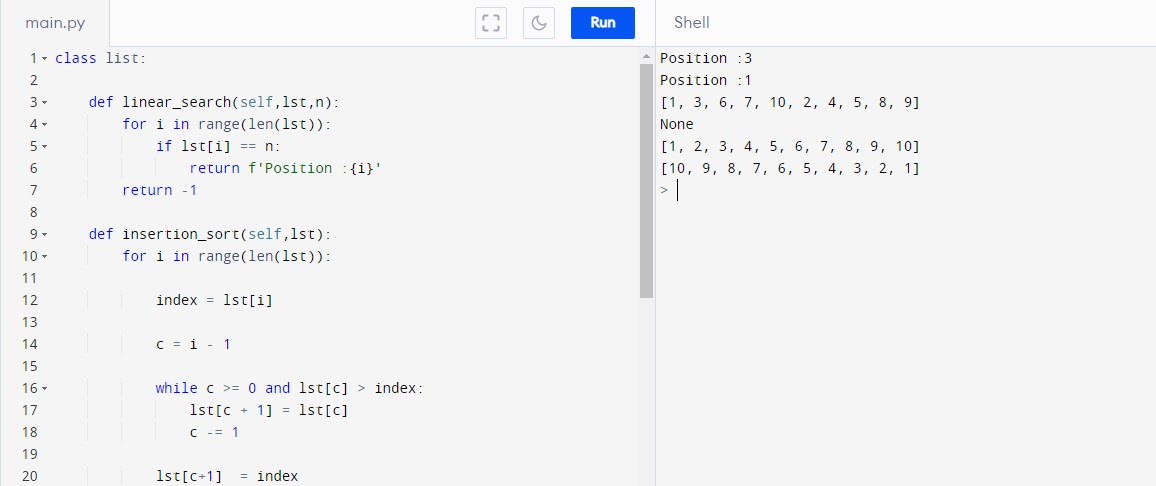 main.py
Run
Shell
1 class list:
2
3     def linear_search(self,lst,n):
4         for i in range(len(lst)):
5             if lst[i] == n:
6                 return f'Position :{i}'
7         return -1
8
9     def insertion_sort(self,lst):
10         for i in range(len(lst)):
11
12             index = lst[i]
13
14             c = i - 1
15
16             while c >= 0 and lst[c] > index:
17                 lst[c + 1] = lst[c]
18                 c -= 1
19
20             lst[c+1]  = index
Position :3
Position :1
[1, 3, 6, 7, 10, 2, 4, 5, 8, 9]
None
[1, 2, 3, 4, 5, 6, 7, 8, 9, 10]
[10, 9, 8, 7, 6, 5, 4, 3, 2, 1]
>